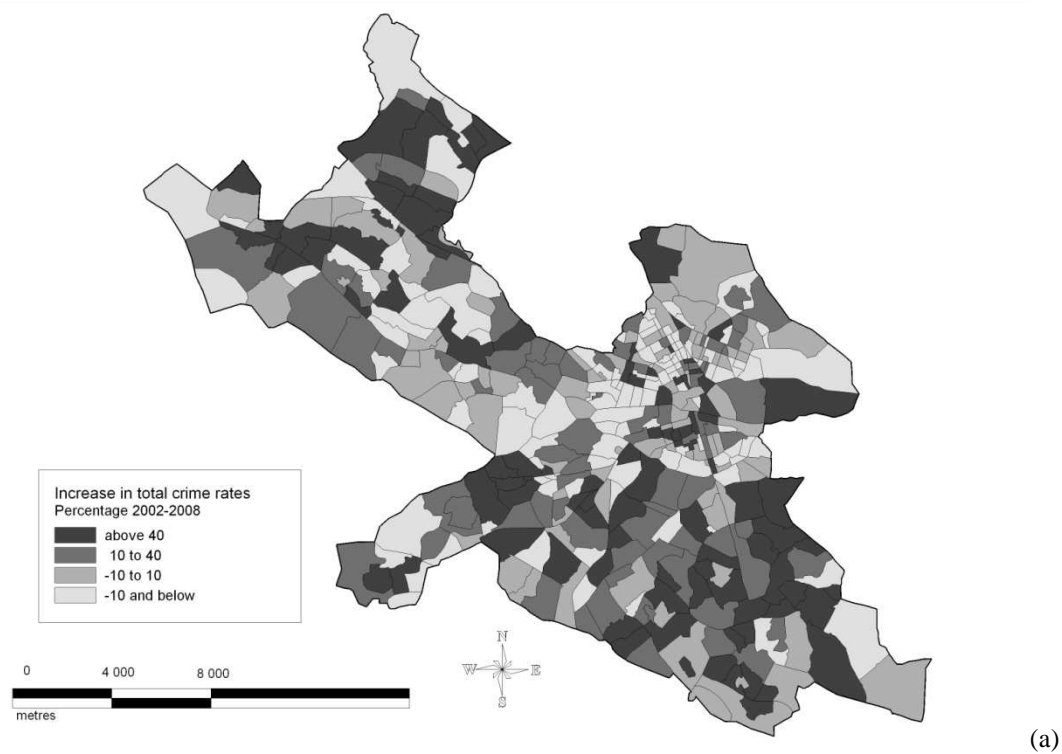 Increase in total crime rates
Percentage 2002-2008
above 40
10 to 40
-10 to 10
-10 and below
0 4 000 8 000
metres
N
W E
S
(a)